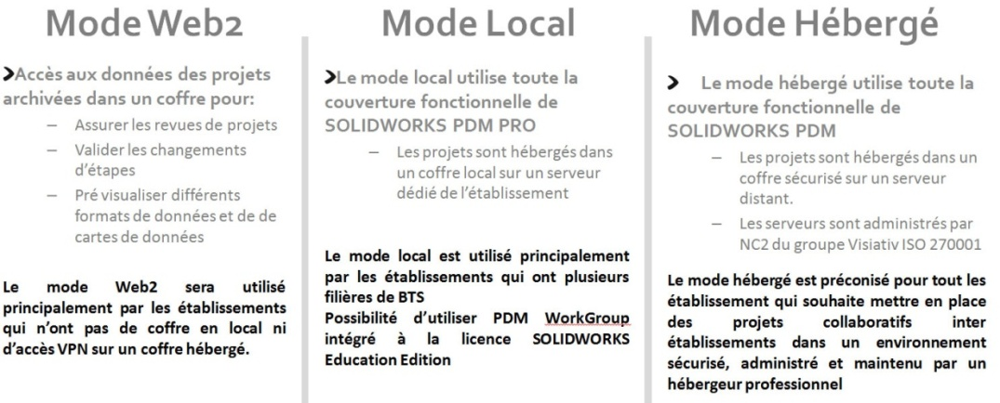 Mode Web2
➤Accès aux données des projets
archivées dans un coffre pour:
– Assurer les revues de projets
– Valider les changements
d'étapes
– Pré visualiser différents
formats de données et de de
cartes de données
Le mode Web2 sera utilisé
principalement par les établissements
qui n'ont pas de coffre en local ni
d'accès VPN sur un coffre hébergé.
Mode Local
➤Le mode local utilise toute la
couverture fonctionnelle de
SOLIDWORKS PDM PRO
– Les projets sont hébergés dans
un coffre local sur un serveur
dédié de l'établissement
Le mode local est utilisé principalement
par les établissements qui ont plusieurs
filières de BTS
Possibilité d'utiliser PDM WorkGroup
intégré à la licence SOLIDWORKS
Education Edition
Mode Hébergé
➤ Le mode hébergé utilise toute la
couverture fonctionnelle de
SOLIDWORKS PDM
– Les projets sont hébergés dans un
coffre sécurisé sur un serveur
distant.
– Les serveurs sont administrés par
NC2 du groupe Visiativ ISO 270001
Le mode hébergé est préconisé pour tout les
établissement qui souhaite mettre en place
des projets collaboratifs inter
établissements dans un environnement
sécurisé, administré et maintenu par un
hébergeur professionnel